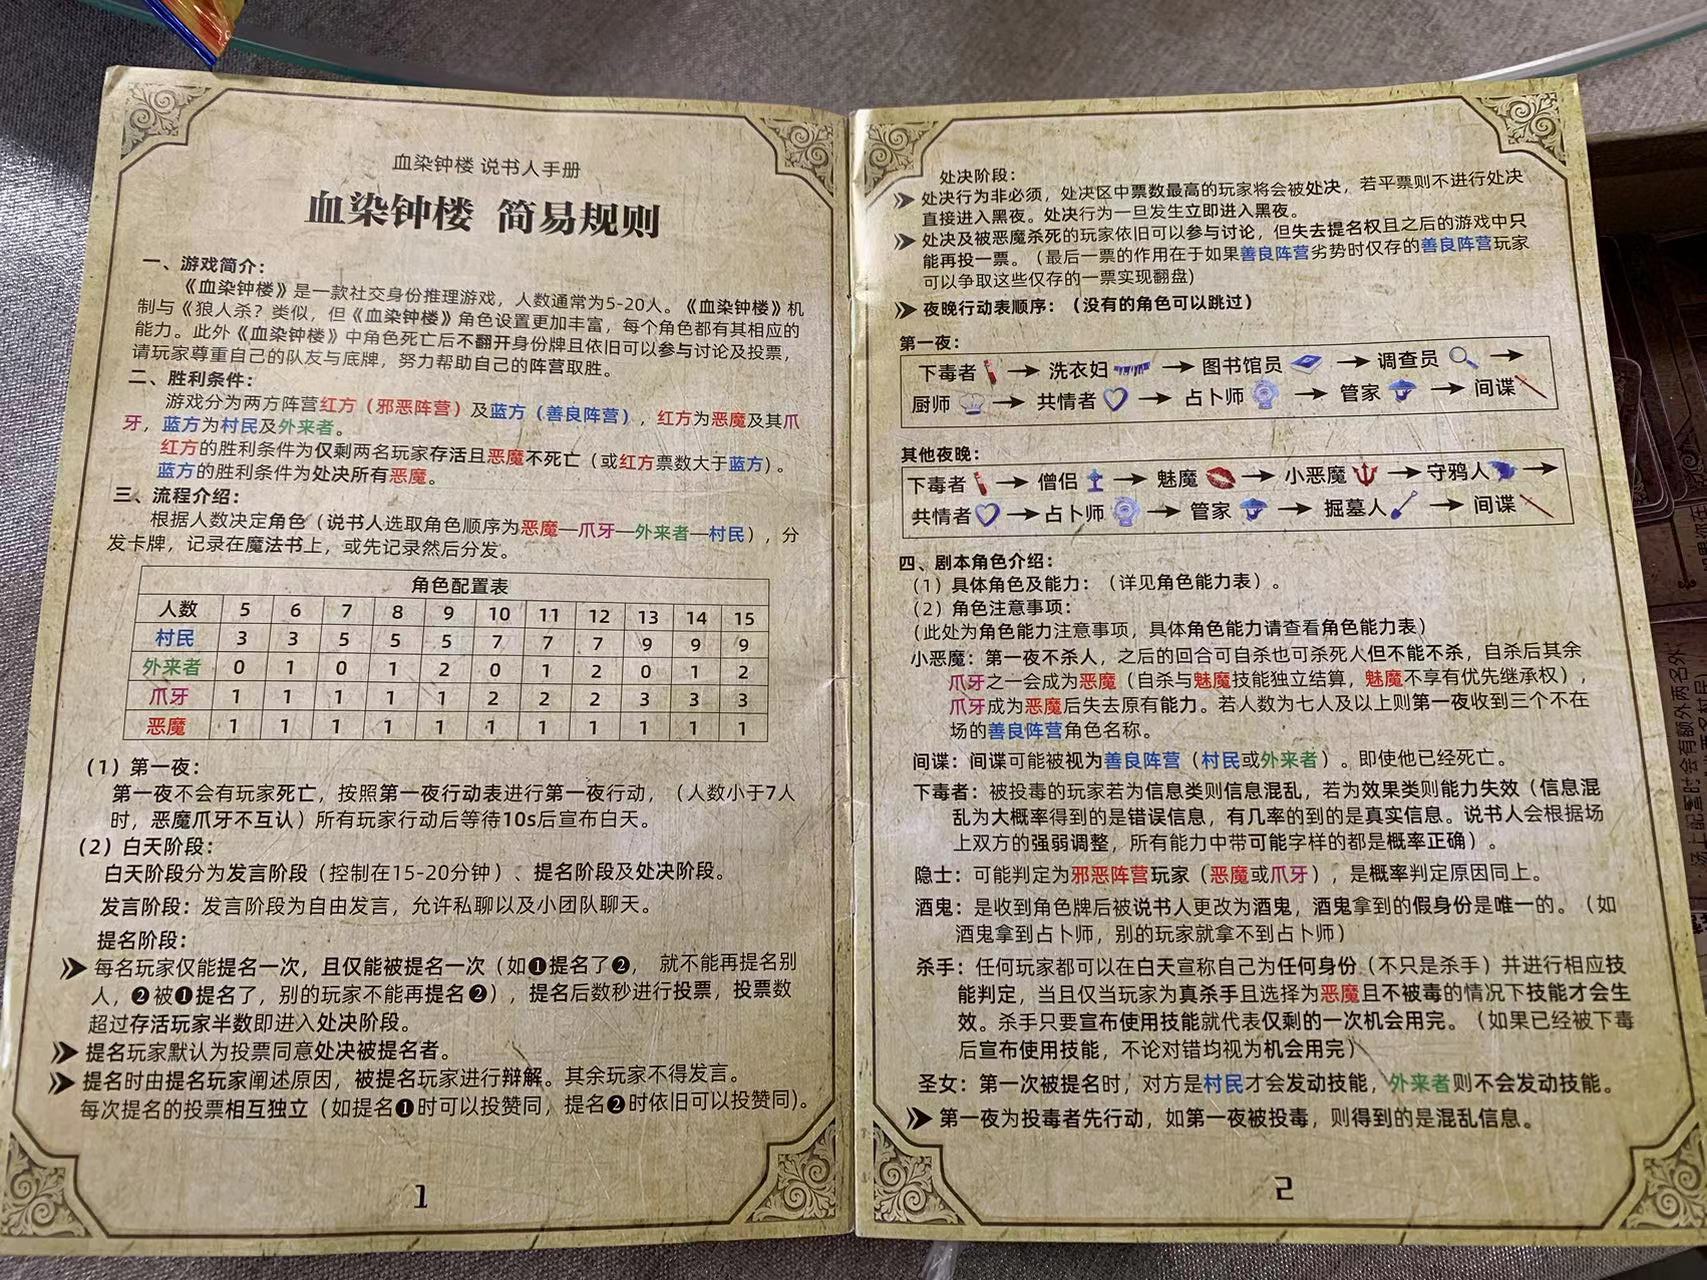 血染钟楼 说书人手册
血染钟楼 简易规则
一、游戏简介：
《血染钟楼》是一款社交身份推理游戏，人数通常为5-20人。《血染钟楼》机
制与《狼人杀？类似，但《血染钟楼》角色设置更加丰富，每个角色都有其相应的
能力。此外《血染钟楼》中角色死亡后不翻开身份牌且依旧可以参与讨论及投票，
请玩家尊重自己的队友与底牌，努力帮助自己的阵营取胜。
二、胜利条件：
游戏分为两方阵营红方（邪恶阵营）及蓝方（善良阵营），红方为恶魔及其爪
牙，蓝方为村民及外来者。
红方的胜利条件为仅剩两名玩家存活且恶魔不死亡（或红方票数大于蓝方）。
蓝方的胜利条件为处决所有恶魔。
三、流程介绍：
根据人数决定角色（说书人选取角色顺序为恶魔—爪牙—外来者—村民），分
发卡牌，记录在魔法书上，或先记录然后分发。
角色配置表
人数 5 6 7 8 9 10 11 12 13 14 15
村民 3 3 5 5 5 7 7 7 9 9 9
外来者 0 1 0 1 2 0 1 2 0 1 2
爪牙 1 1 1 1 1 2 2 2 3 3 3
恶魔 1 1 1 1 1 1 1 1 1 1 1
（1）第一夜：
第一夜不会有玩家死亡，按照第一夜行动表进行第一夜行动，（人数小于7人
时，恶魔爪牙不互认）所有玩家行动后等待10s后宣布白天。
（2）白天阶段：
白天阶段分为发言阶段（控制在15-20分钟）、提名阶段及处决阶段。
发言阶段：发言阶段为自由发言，允许私聊以及小团队聊天。
提名阶段：
每名玩家仅能提名一次，且仅能被提名一次（如❶提名了❷， 就不能再提名别
人，❷被❶提名了，别的玩家不能再提名❷），提名后数秒进行投票，投票数
超过存活玩家半数即进入处决阶段。
提名玩家默认为投票同意处决被提名者。
提名时由提名玩家阐述原因，被提名玩家进行辩解。其余玩家不得发言。
每次提名的投票相互独立（如提名❶时可以投赞同，提名❷时依旧可以投赞同）。
1
处决阶段：
处决行为非必须，处决区中票数最高的玩家将会被处决，若平票则不进行处决
直接进入黑夜。处决行为一旦发生立即进入黑夜。
处决及被恶魔杀死的玩家依旧可以参与讨论，但失去提名权且之后的游戏中只
能再投一票。（最后一票的作用在于如果善良阵营劣势时仅存的善良阵营玩家
可以争取这些仅存的一票实现翻盘）
夜晚行动表顺序：（没有的角色可以跳过）
第一夜：
下毒者 → 洗衣妇 → 图书馆员 → 调查员 →
厨师 → 共情者 → 占卜师 → 管家 → 间谍
其他夜晚：
下毒者 → 僧侣 → 魅魔 → 小恶魔 → 守鸦人 →
共情者 → 占卜师 → 管家 → 掘墓人 → 间谍
四、剧本角色介绍：
（1）具体角色及能力：（详见角色能力表）。
（2）角色注意事项：
（此处为角色能力注意事项，具体角色能力请查看角色能力表）
小恶魔：第一夜不杀人，之后的回合可自杀也可杀死人但不能不杀，自杀后其余
爪牙之一会成为恶魔（自杀与魅魔技能独立结算，魅魔不享有优先继承权），
爪牙成为恶魔后失去原有能力。若人数为七人及以上则第一夜收到三个不在
场的善良阵营角色名称。
间谍：间谍可能被视为善良阵营（村民或外来者）。即使他已经死亡。
下毒者：被投毒的玩家若为信息类则信息混乱，若为效果类则能力失效（信息混
乱为大概率得到的是错误信息，有几率的到的是真实信息。说书人会根据场
上双方的强弱调整，所有能力中带可能字样的都是概率正确）。
隐士：可能判定为邪恶阵营玩家（恶魔或爪牙），是概率判定原因同上。
酒鬼：是收到角色牌后被说书人更改为酒鬼，酒鬼拿到的假身份是唯一的。（如
酒鬼拿到占卜师，别的玩家就拿不到占卜师）
杀手：任何玩家都可以在白天宣称自己为任何身份（不只是杀手）并进行相应技
能判定，当且仅当玩家为真杀手且选择为恶魔且不被毒的情况下技能才会生
效。杀手只要宣布使用技能就代表仅剩的一次机会用完。（如果已经被下毒
后宣布使用技能，不论对错均视为机会用完）
圣女：第一次被提名时，对方是村民才会发动技能，外来者则不会发动技能。
第一夜为投毒者先行动，如第一夜被投毒，则得到的是混乱信息。
2